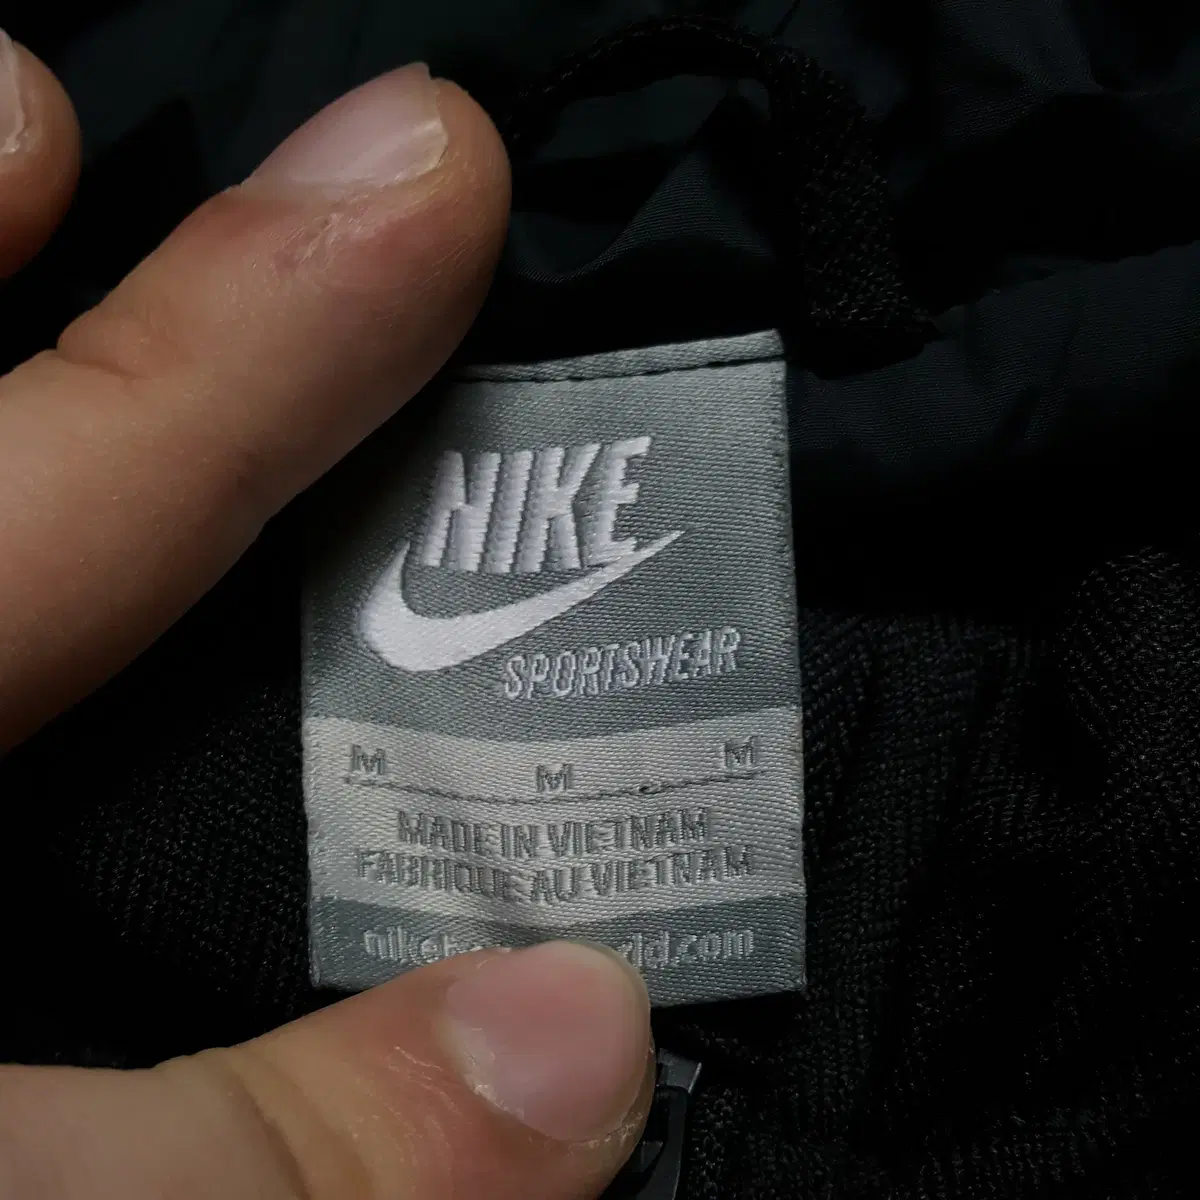 NIKE
SPORTSWEAR
M M M
MADE IN VIETNAM
FABRIQUE AU VIETNAM